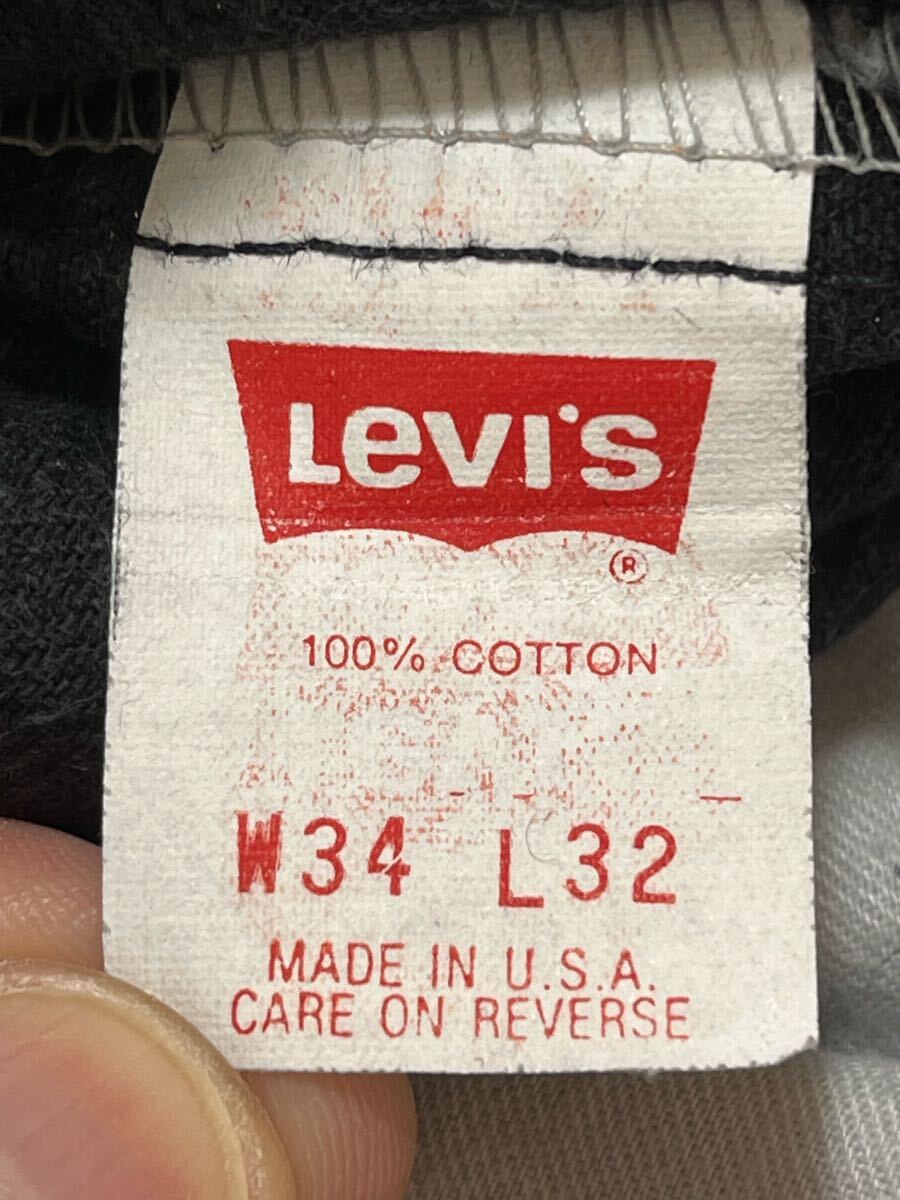 Levi's
®
100% COTTON
W34 L32
MADE IN U.S.A.
CARE ON REVERSE